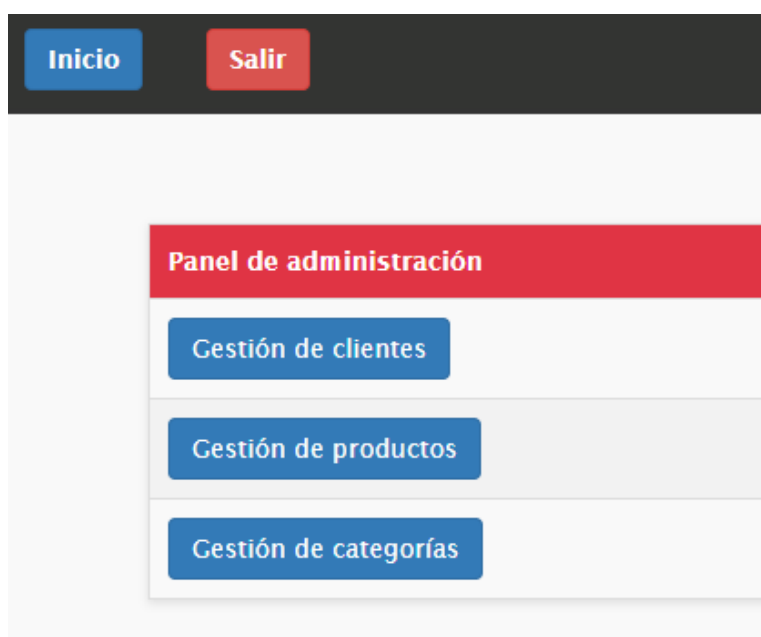 Inicio Salir
Panel de administración
Gestión de clientes
Gestión de productos
Gestión de categorías